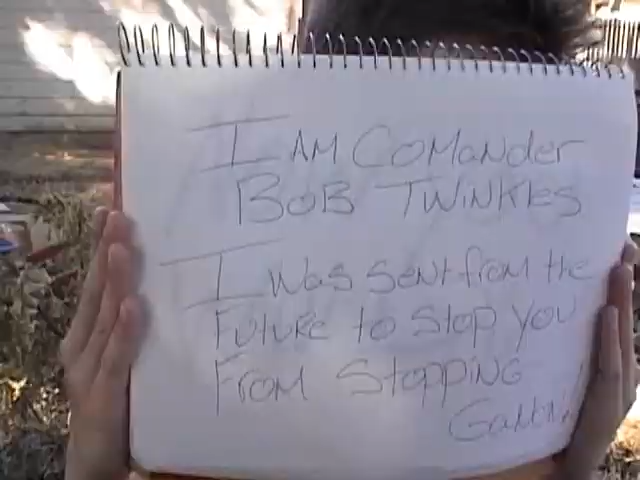 I AM COMaNder
BOB TWiNKlES
I Was Sent from the
FUTURE to Stop you
FROM Stopping